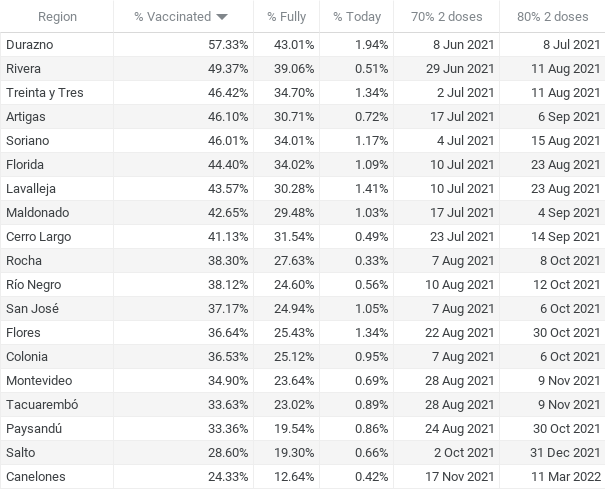 Region % Vaccinated % Fully % Today 70% 2 doses 80% 2 doses
Durazno 57.33% 43.01% 1.94% 8 Jun 2021 8 Jul 2021
Rivera 49.37% 39.06% 0.51% 29 Jun 2021 11 Aug 2021
Treinta y Tres 46.42% 34.70% 1.34% 2 Jul 2021 11 Aug 2021
Artigas 46.10% 30.71% 0.72% 17 Jul 2021 6 Sep 2021
Soriano 46.01% 34.01% 1.17% 4 Jul 2021 15 Aug 2021
Florida 44.40% 34.02% 1.09% 10 Jul 2021 23 Aug 2021
Lavalleja 43.57% 30.28% 1.41% 10 Jul 2021 23 Aug 2021
Maldonado 42.65% 29.48% 1.03% 17 Jul 2021 4 Sep 2021
Cerro Largo 41.13% 31.54% 0.49% 23 Jul 2021 14 Sep 2021
Rocha 38.30% 27.63% 0.33% 7 Aug 2021 8 Oct 2021
Río Negro 38.12% 24.60% 0.56% 10 Aug 2021 12 Oct 2021
San José 37.17% 24.94% 1.05% 7 Aug 2021 6 Oct 2021
Flores 36.64% 25.43% 1.34% 22 Aug 2021 30 Oct 2021
Colonia 36.53% 25.12% 0.95% 7 Aug 2021 6 Oct 2021
Montevideo 34.90% 23.64% 0.69% 28 Aug 2021 9 Nov 2021
Tacuarembó 33.63% 23.02% 0.89% 28 Aug 2021 9 Nov 2021
Paysandú 33.36% 19.54% 0.86% 24 Aug 2021 30 Oct 2021
Salto 28.60% 19.30% 0.66% 2 Oct 2021 31 Dec 2021
Canelones 24.33% 12.64% 0.42% 17 Nov 2021 11 Mar 2022